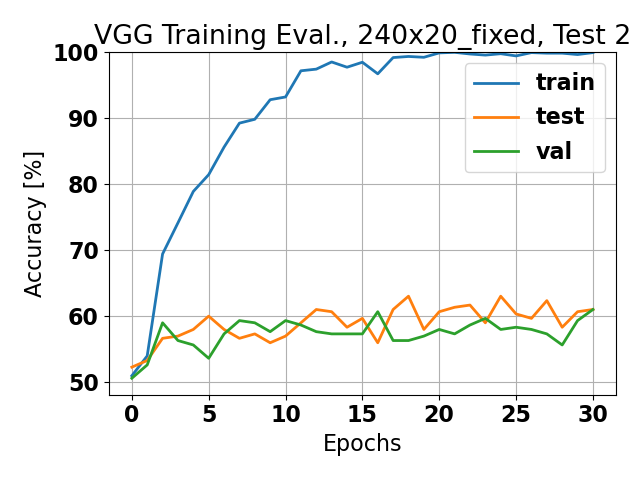 VGG Training Eval., 240x20_fixed, Test 2
100
90
80
70
60
50
Accuracy [%]
train
test
val
0 5 10 15 20 25 30
Epochs